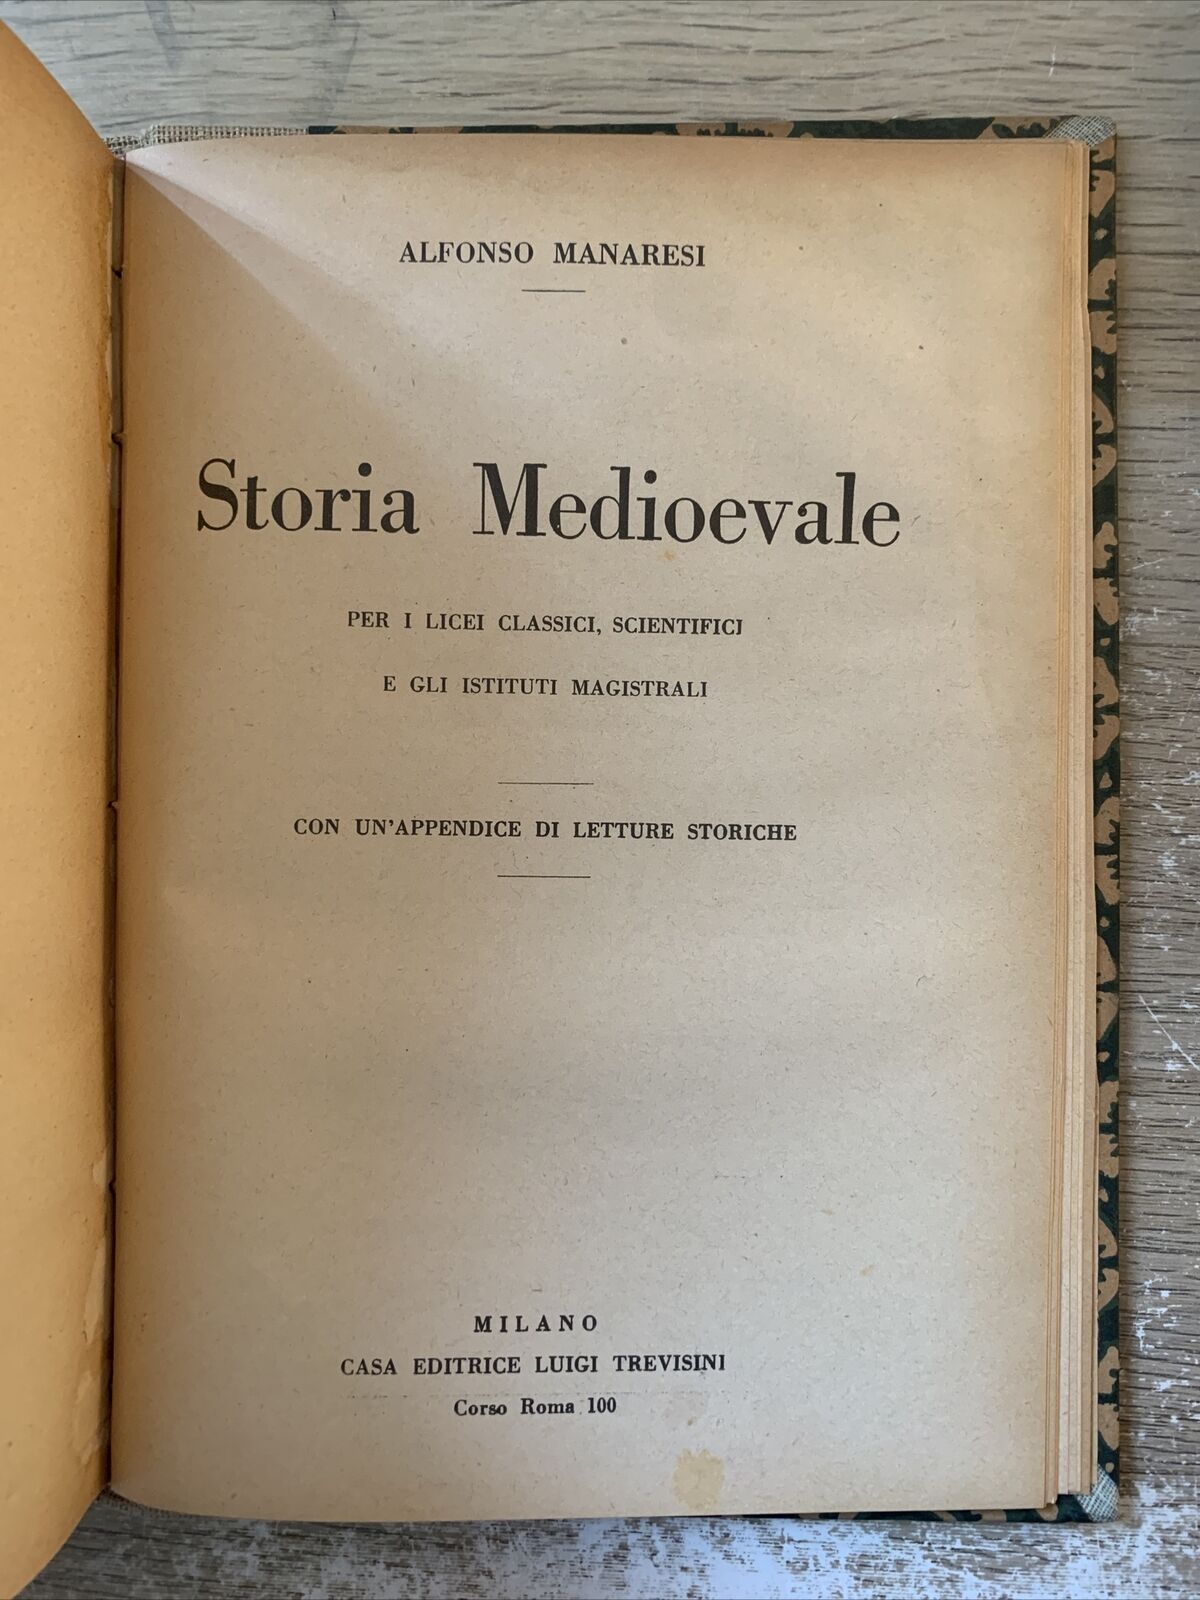 ALFONSO MANARESI
Storia Medioevale
PER I LICEI CLASSICI, SCIENTIFICI
E GLI ISTITUTI MAGISTRALI
CON UN'APPENDICE DI LETTURE STORICHE
MILANO
CASA EDITRICE LUIGI TREVISINI
Corso Roma 100